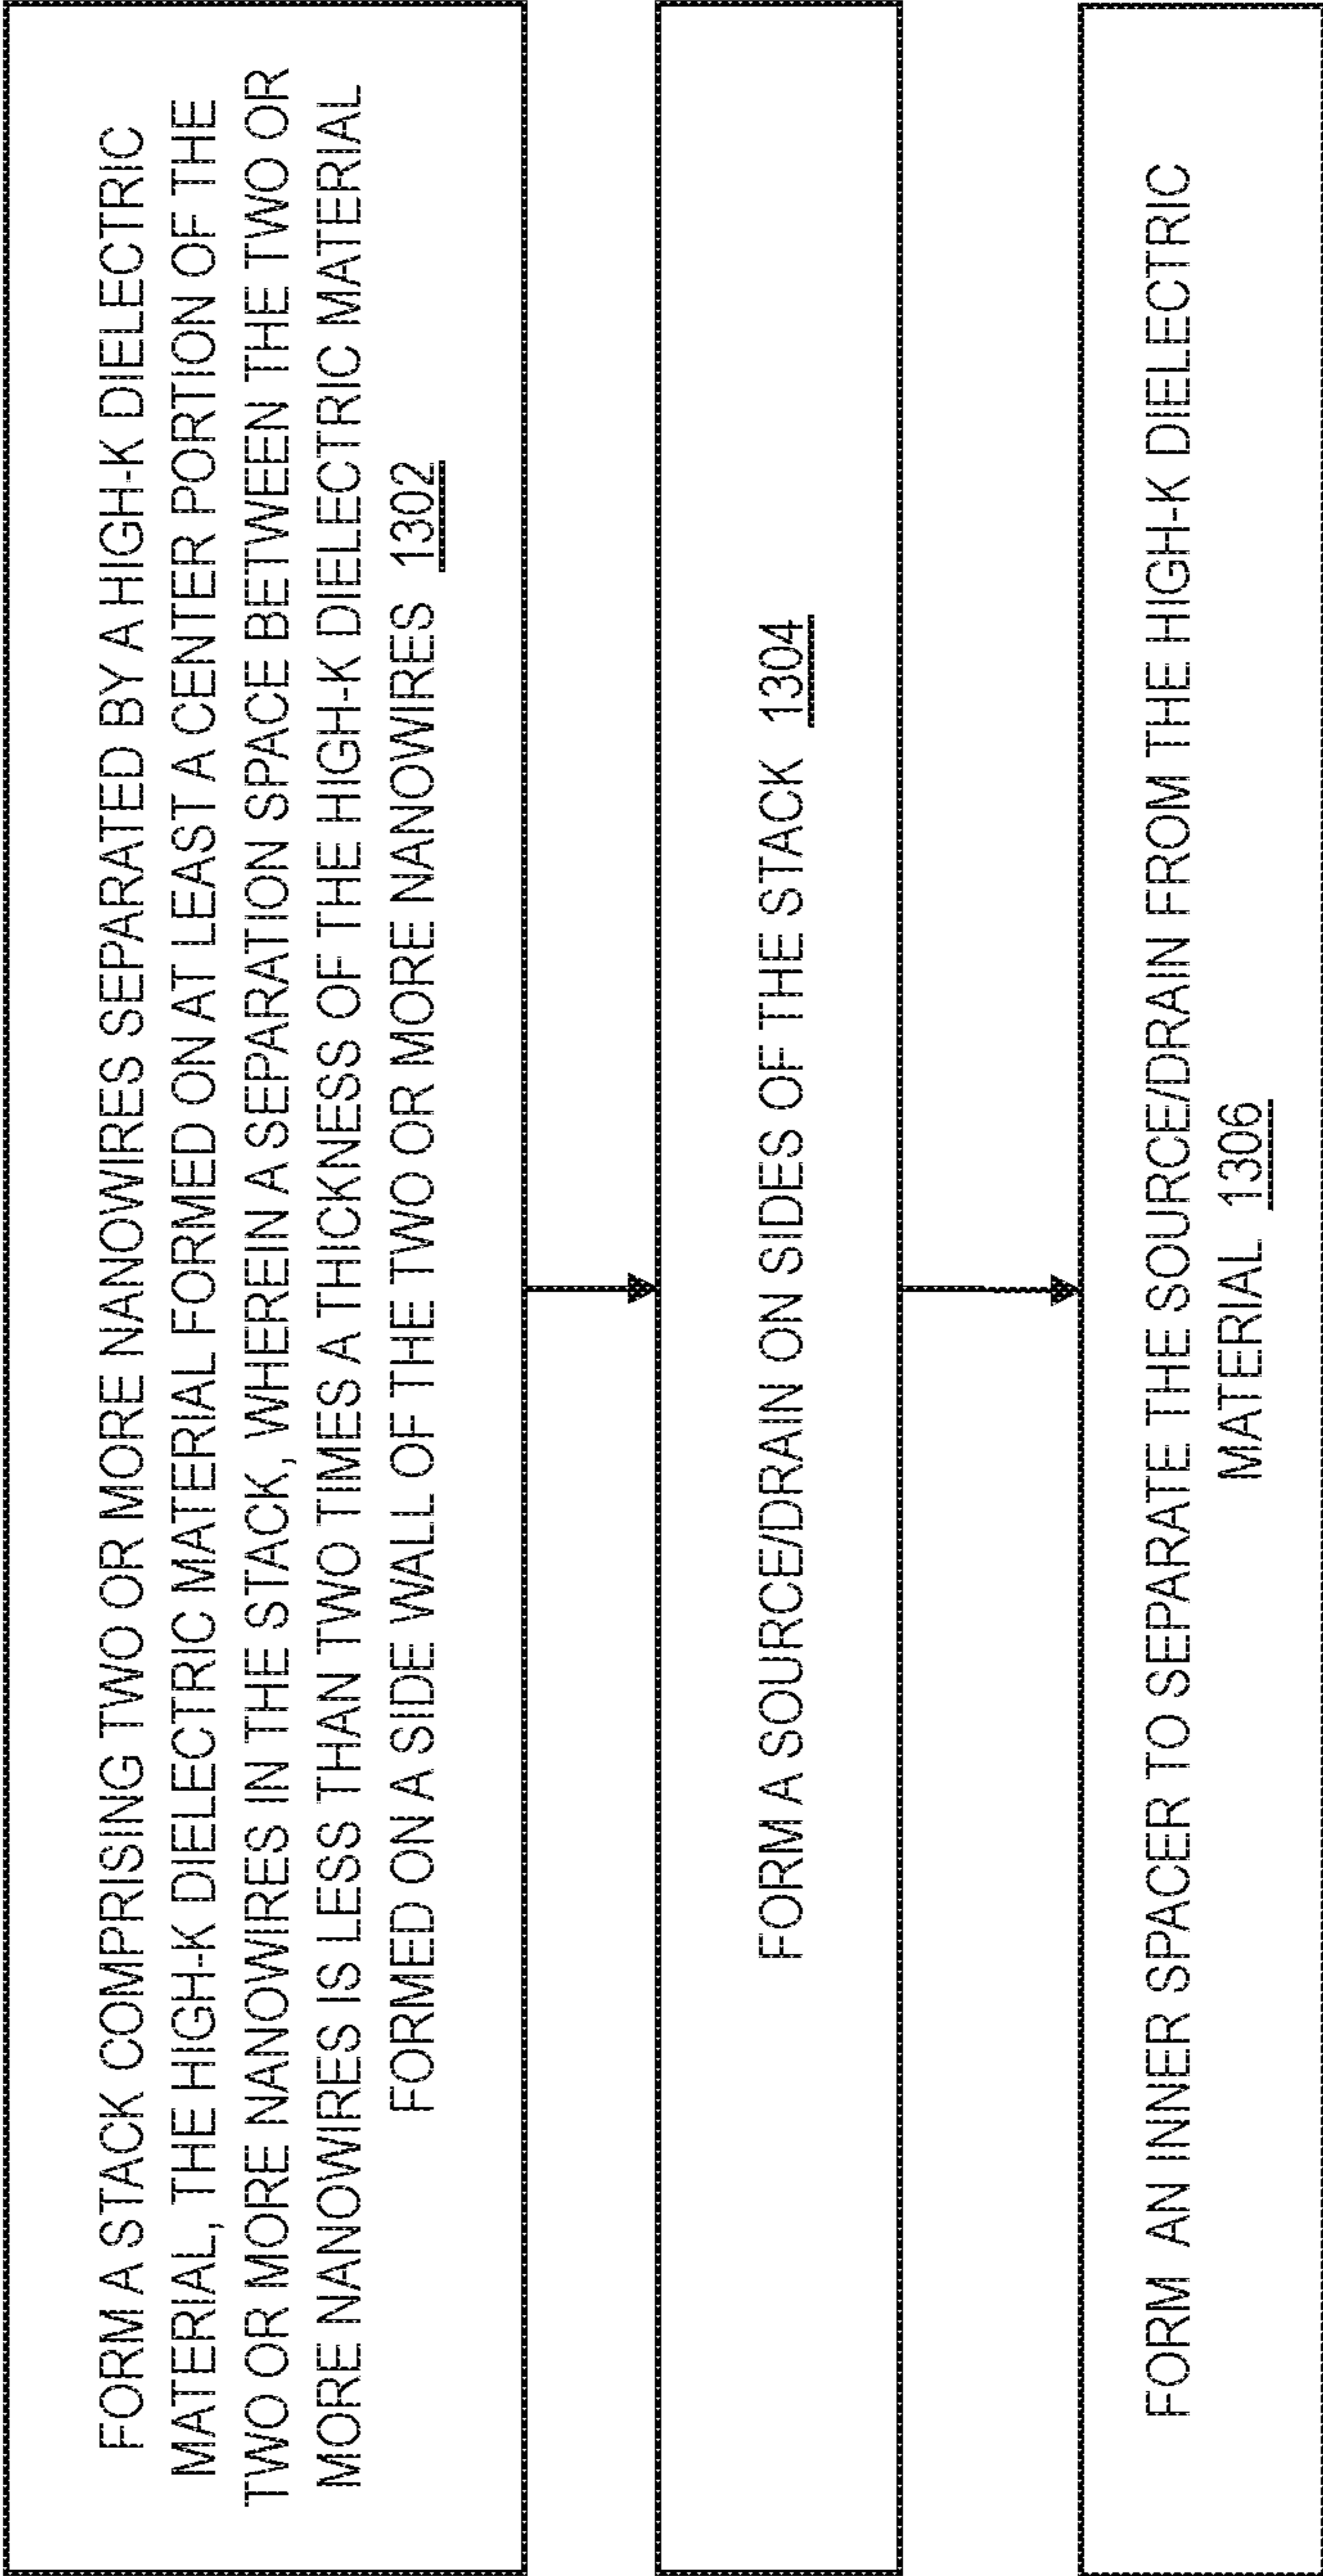 FORM A STACK COMPRISING TWO OR MORE NANOWIRES SEPARATED BY A HIGH-K DIELECTRIC
MATERIAL, THE HIGH-K DIELECTRIC MATERIAL FORMED ON AT LEAST A CENTER PORTION OF THE
TWO OR MORE NANOWIRES IN THE STACK, WHEREIN A SEPARATION SPACE BETWEEN THE TWO OR
MORE NANOWIRES IS LESS THAN TWO TIMES A THICKNESS OF THE HIGH-K DIELECTRIC MATERIAL
FORMED ON A SIDE WALL OF THE TWO OR MORE NANOWIRES 1302
FORM A SOURCE/DRAIN ON SIDES OF THE STACK 1304
FORM AN INNER SPACER TO SEPARATE THE SOURCE/DRAIN FROM THE HIGH-K DIELECTRIC
MATERIAL 1306